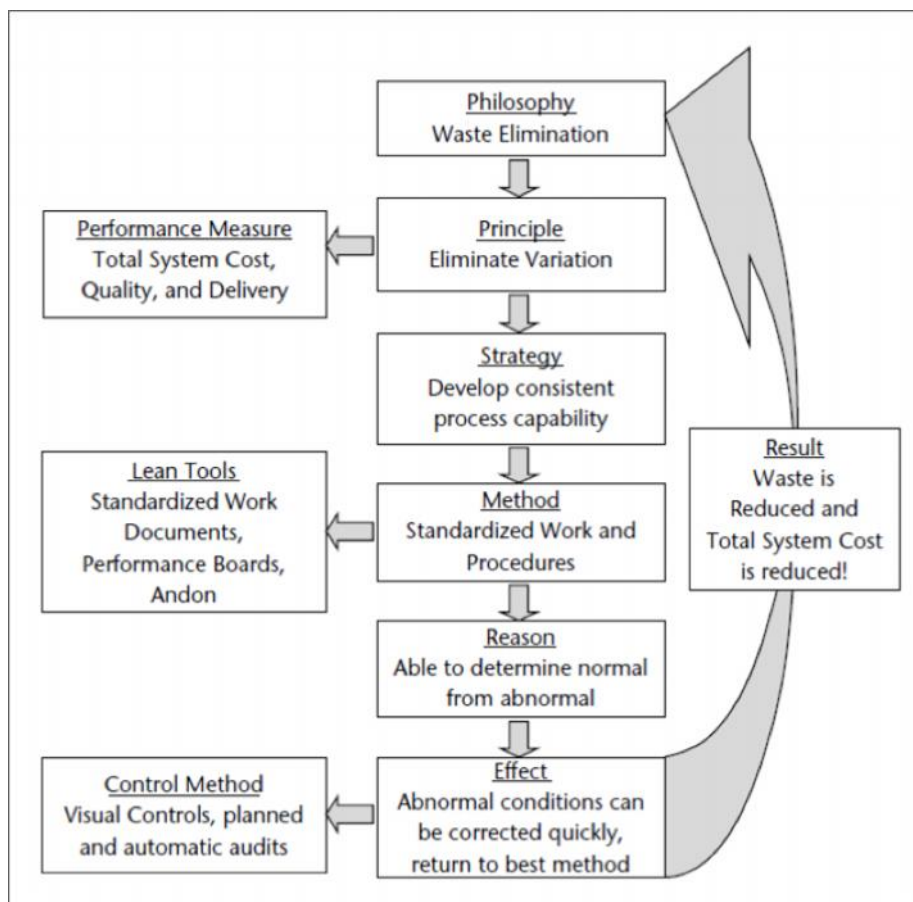 Philosophy
Waste Elimination
Performance Measure
Total System Cost,
Quality, and Delivery
Principle
Eliminate Variation
Strategy
Develop consistent
process capability
Lean Tools
Standardized Work
Documents,
Performance Boards,
Andon
Method
Standardized Work and
Procedures
Result
Waste is
Reduced and
Total System Cost
is reduced!
Reason
Able to determine normal
from abnormal
Control Method
Visual Controls, planned
and automatic audits
Effect
Abnormal conditions can
be corrected quickly,
return to best method